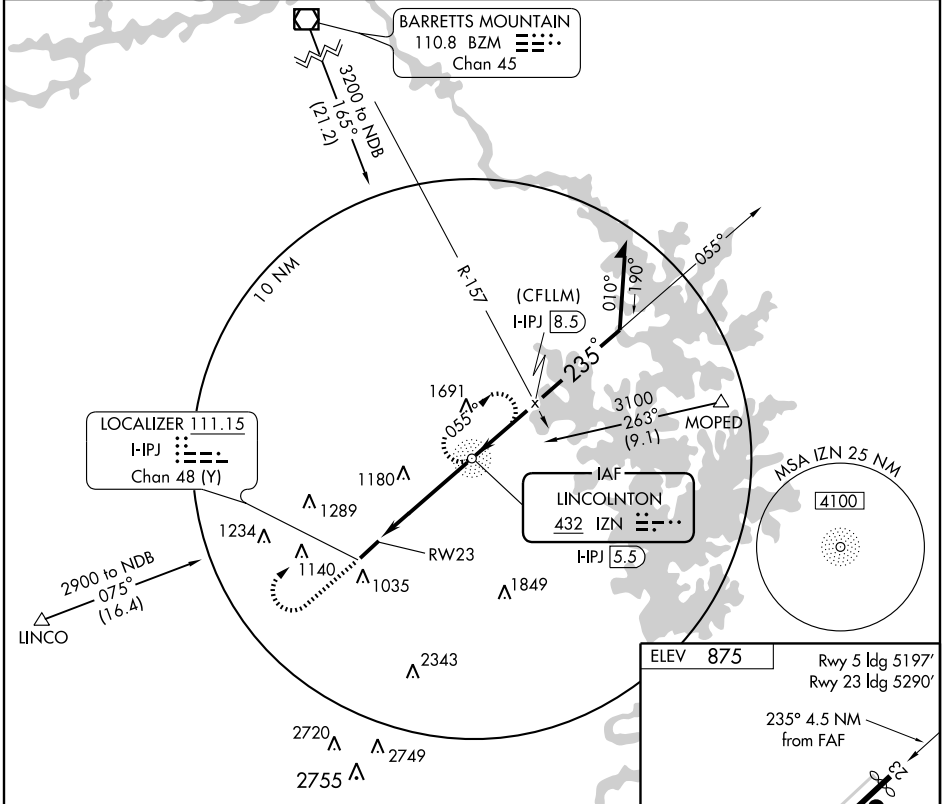 BARRETTS MOUNTAIN
110.8 BZM
Chan 45
3200 to NDB
165°
(21.2)
R-157
10 NM
055°
010°
190°
(CFLLM)
I-IPJ 8.5
235°
3100
263°
(9.1)
MOPED
1691
055°
LOCALIZER 111.15
I-IPJ
Chan 48 (Y)
1180
1289
1234
1140
1035
RW23
IAF
LINCOLNTON
432 IZN
I-IPJ 5.5
MSA IZN 25 NM
4100
2900 to NDB
075°
(16.4)
LINCO
1849
2343
2720
2749
2755
ELEV 875
Rwy 5 ldg 5197'
Rwy 23 ldg 5290'
235° 4.5 NM
from FAF
23